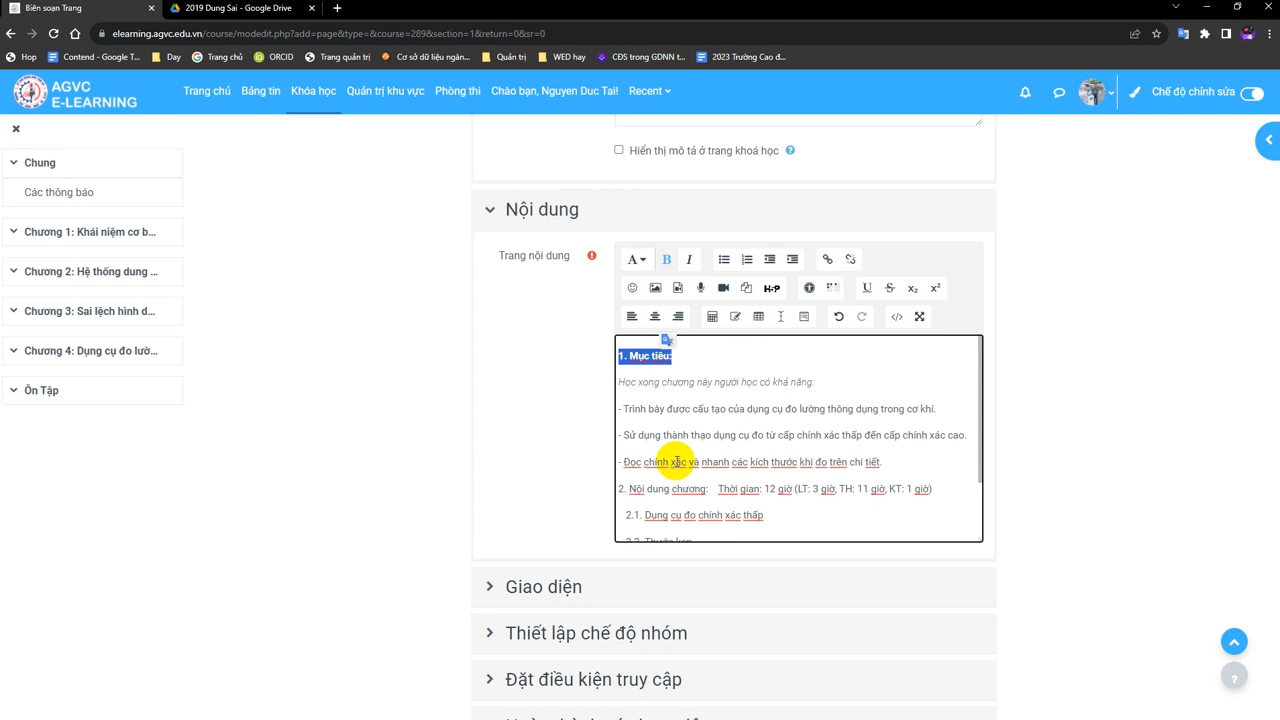 Biên soạn Trang
2019 Dung Sai - Google Drive
elearning.agvc.edu.vn/course/modedit.php?add=page&type=&course=289&section=1&return=0&sr=0
Hop
Contend - Google T...
Day
Trang chủ
ORCID
Trang quản trị
Cơ sở dữ liệu ngàn...
Quản trị
WED hay
CĐS trong GDNN t...
2023 Trường Cao đ...
AGVC
E-LEARNING
Trang chủ
Bảng tin
Khóa học
Quản trị khu vực
Phòng thi
Chào bạn, Nguyen Duc Tai!
Recent
Chế độ chỉnh sửa
Chung
Các thông báo
Chương 1: Khái niệm cơ b...
Chương 2: Hệ thống dung ...
Chương 3: Sai lệch hình d...
Chương 4: Dụng cụ đo lườ...
Ôn Tập
Hiển thị mô tả ở trang khoá học
Nội dung
Trang nội dung
1. Mục tiêu:
Học xong chương này người học có khả năng:
- Trình bày được cấu tạo của dụng cụ đo lường thông dụng trong cơ khí.
- Sử dụng thành thạo dụng cụ đo từ cấp chính xác thấp đến cấp chính xác cao.
- Đọc chính xác và nhanh các kích thước khi đo trên chi tiết.
2. Nội dung chương: Thời gian: 12 giờ (LT: 3 giờ, TH: 11 giờ, KT: 1 giờ)
2.1. Dụng cụ đo chính xác thấp
2.2. Thước kẹp
Giao diện
Thiết lập chế độ nhóm
Đặt điều kiện truy cập